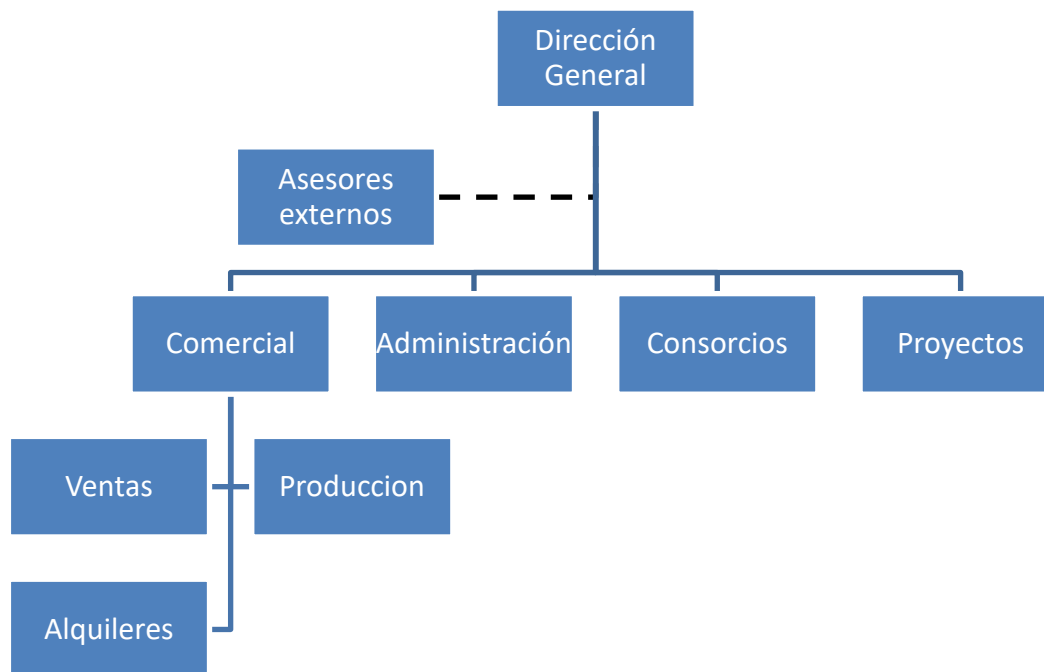 Dirección
General
Asesores
externos
Comercial
Administración
Consorcios
Proyectos
Ventas
Produccion
Alquileres